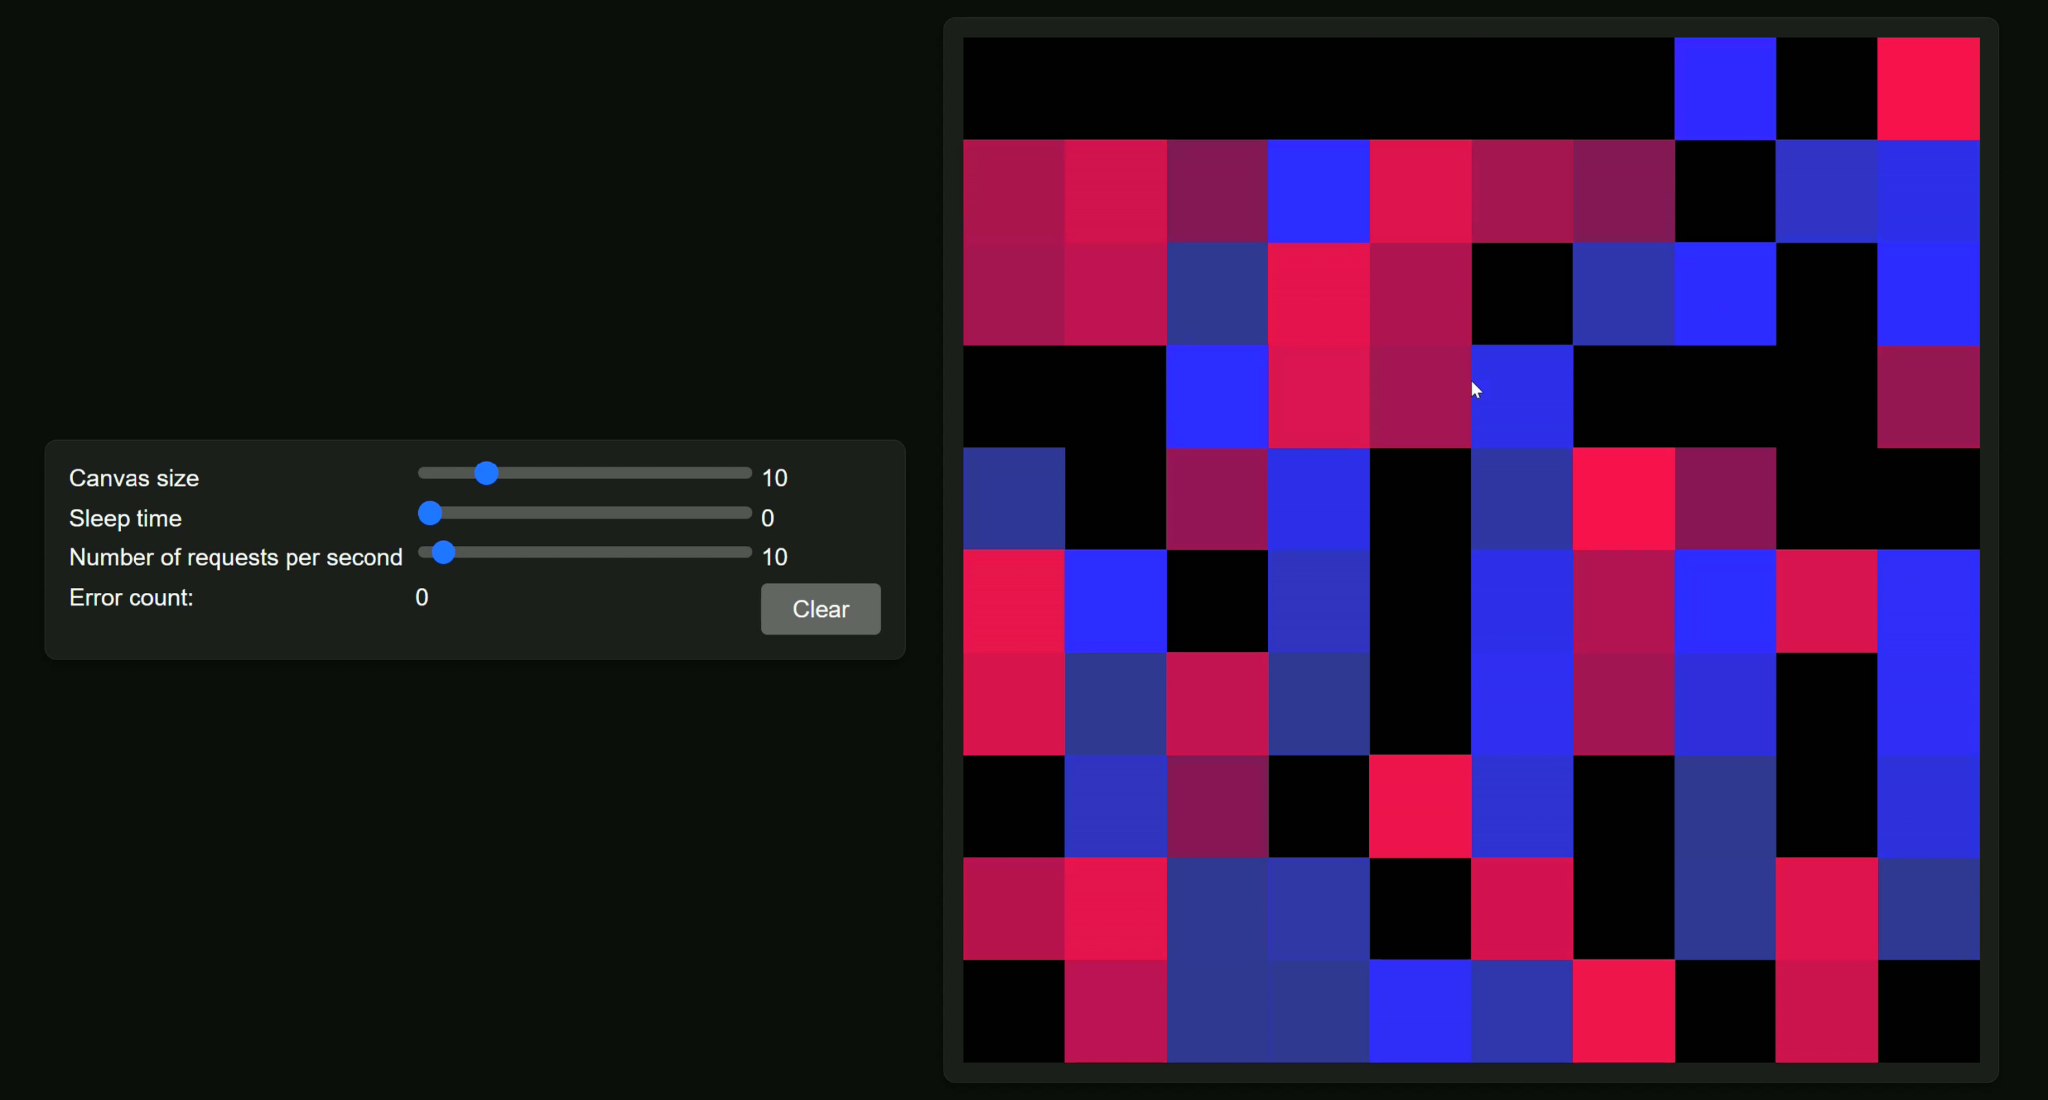 Canvas size 10
Sleep time 0
Number of requests per second 10
Error count: 0
Clear